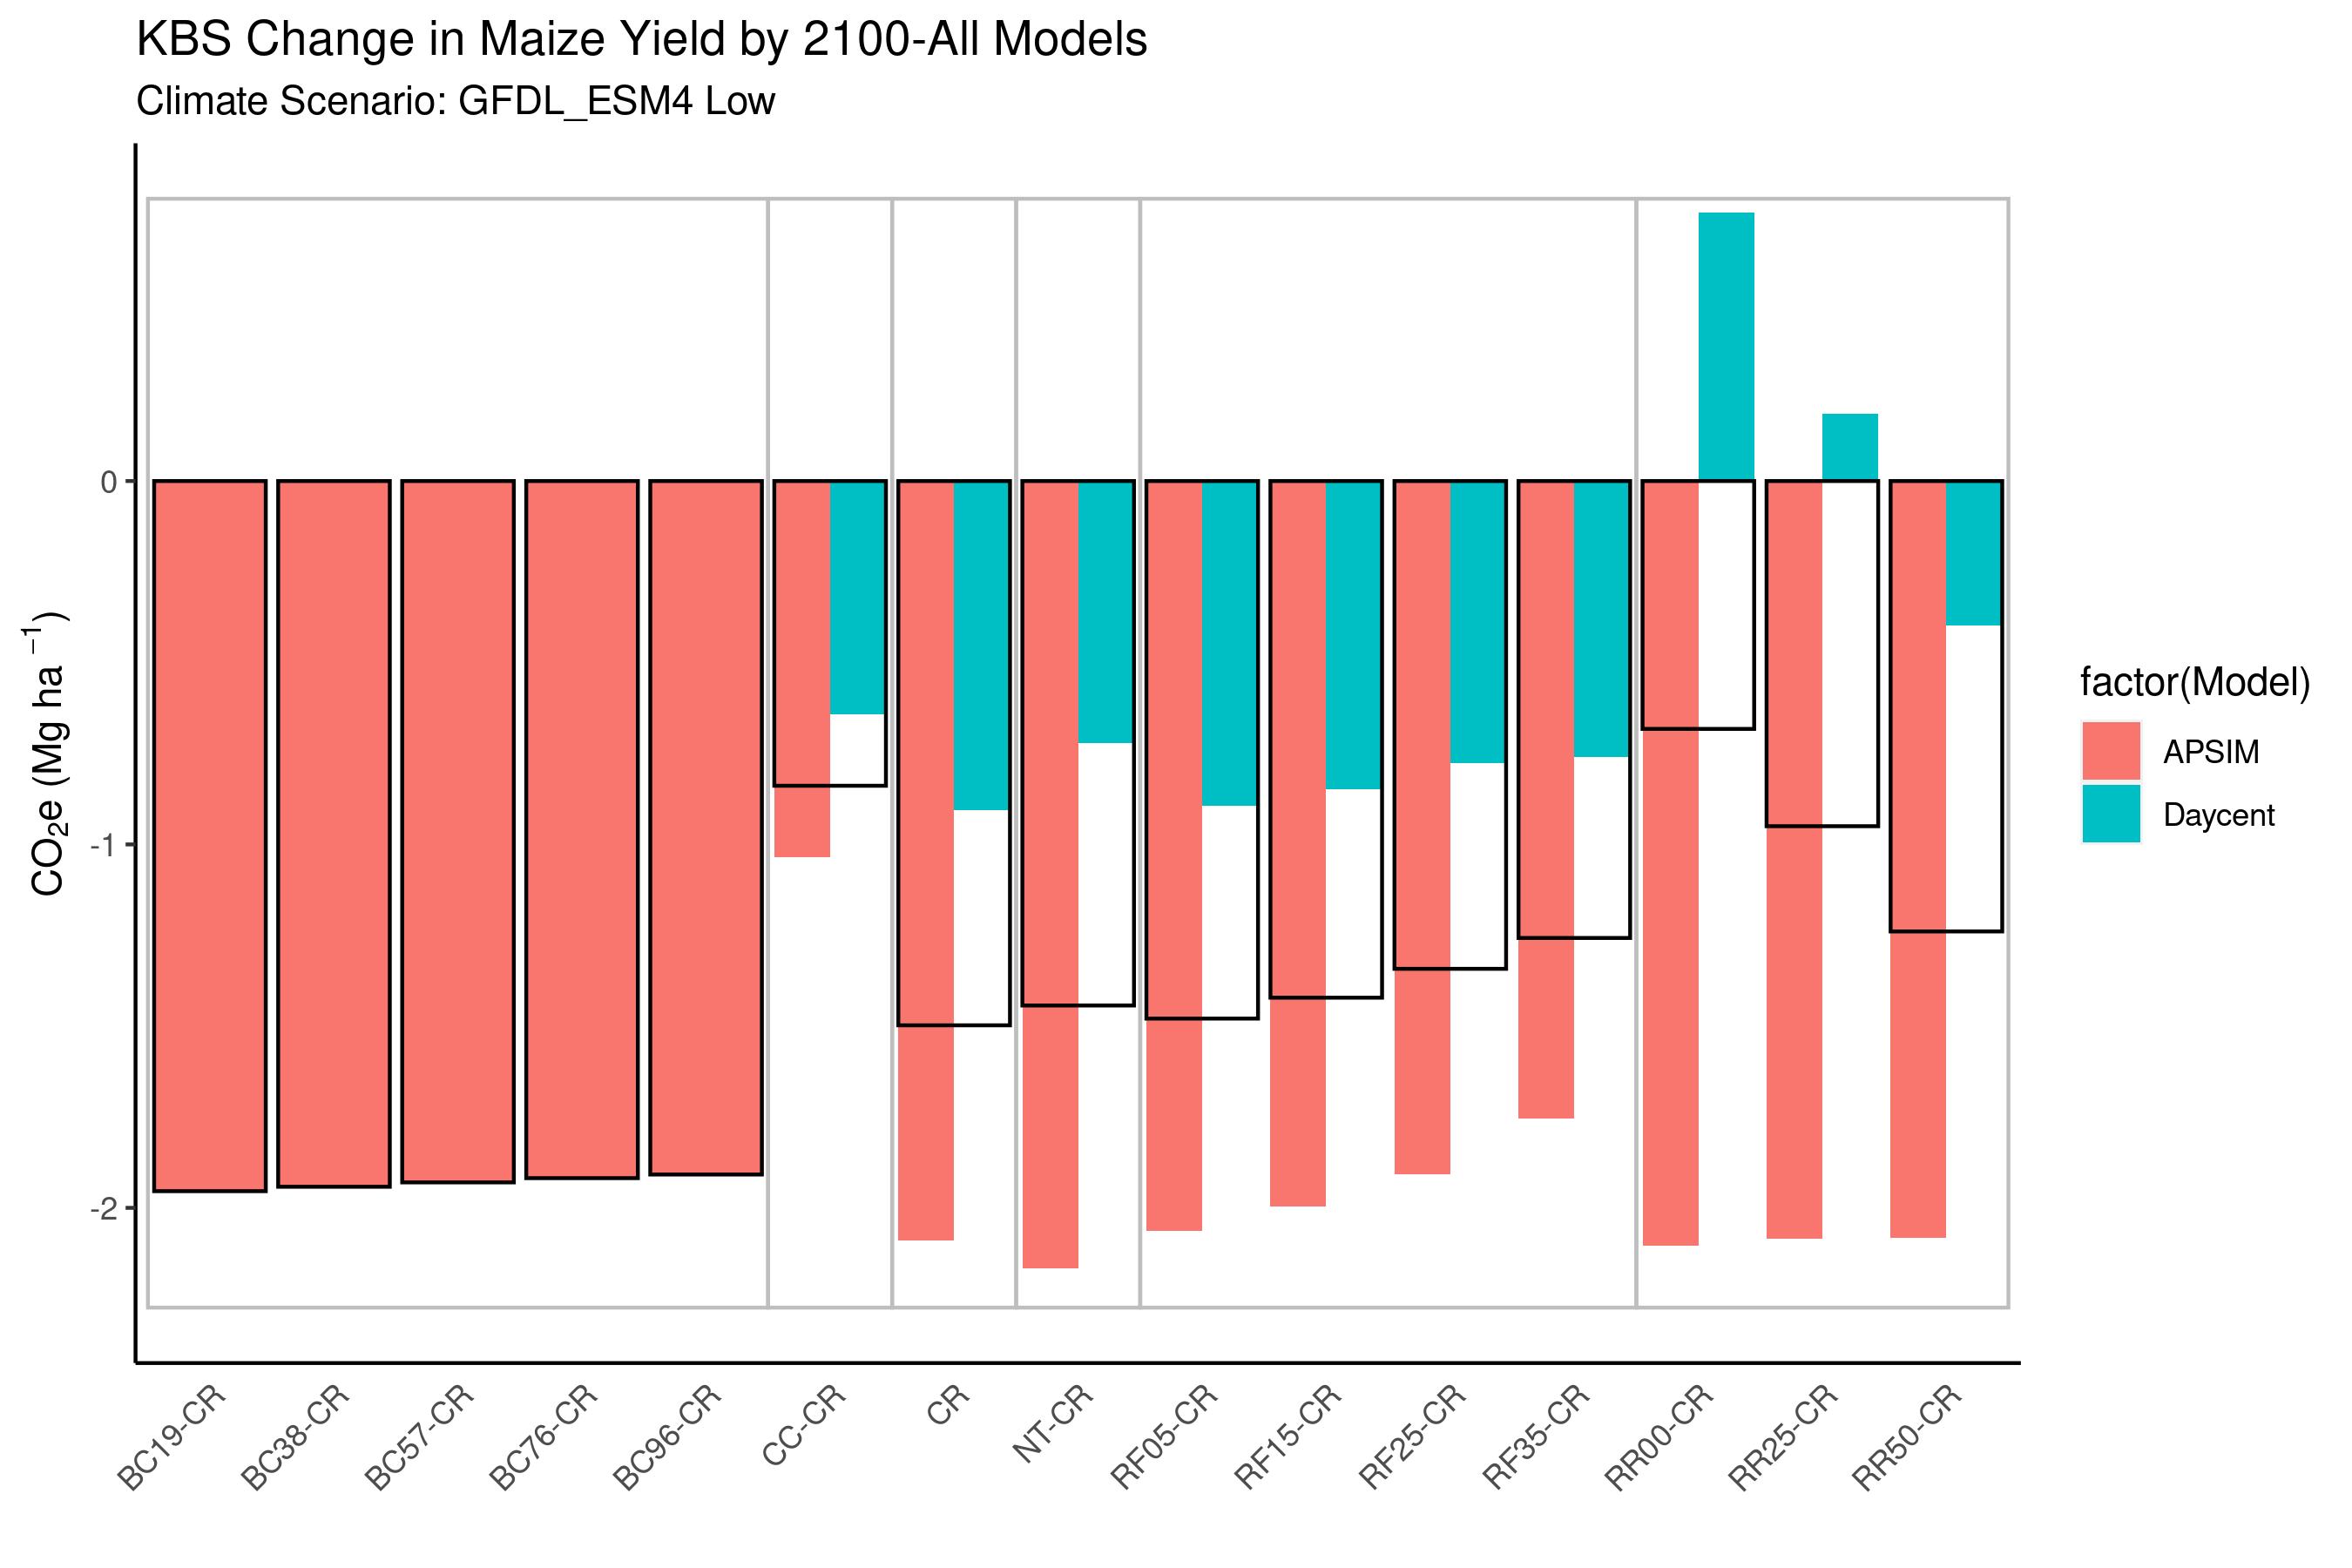 KBS Change in Maize Yield by 2100-All Models
Climate Scenario: GFDL_ESM4 Low
CO₂e (Mg ha ⁻¹)
0
-1
-2
BC19-CR
BC38-CR
BC57-CR
BC76-CR
BC96-CR
CC-CR
CR
NT-CR
RF05-CR
RF15-CR
RF25-CR
RF35-CR
RR00-CR
RR25-CR
RR50-CR
factor(Model)
APSIM
Daycent